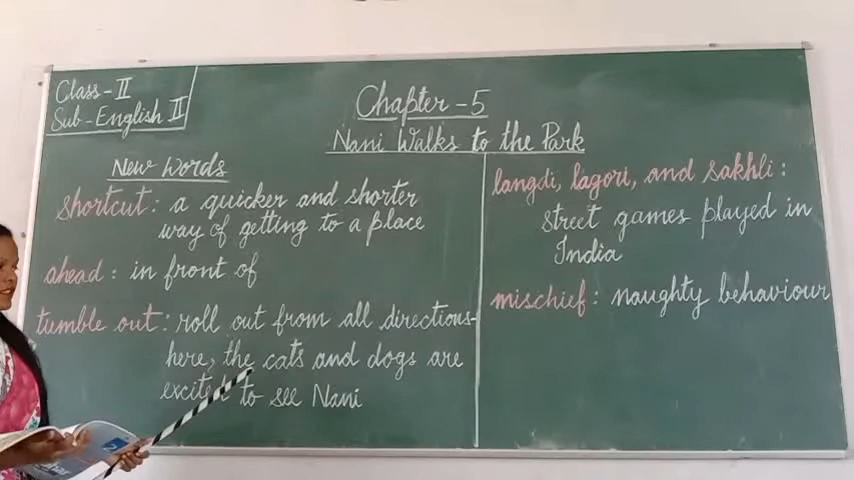 Class-II
Sub-English II
Chapter-5
Nani Walks to the Park
New Words
shortcut: a quicker and shorter
way of getting to a place
ahead: in front of
tumble out: roll out from all directions-
here, the cats and dogs are
excited to see Nani
langdi, lagori, and sakhli:
street games played in
India
mischief: naughty behaviour